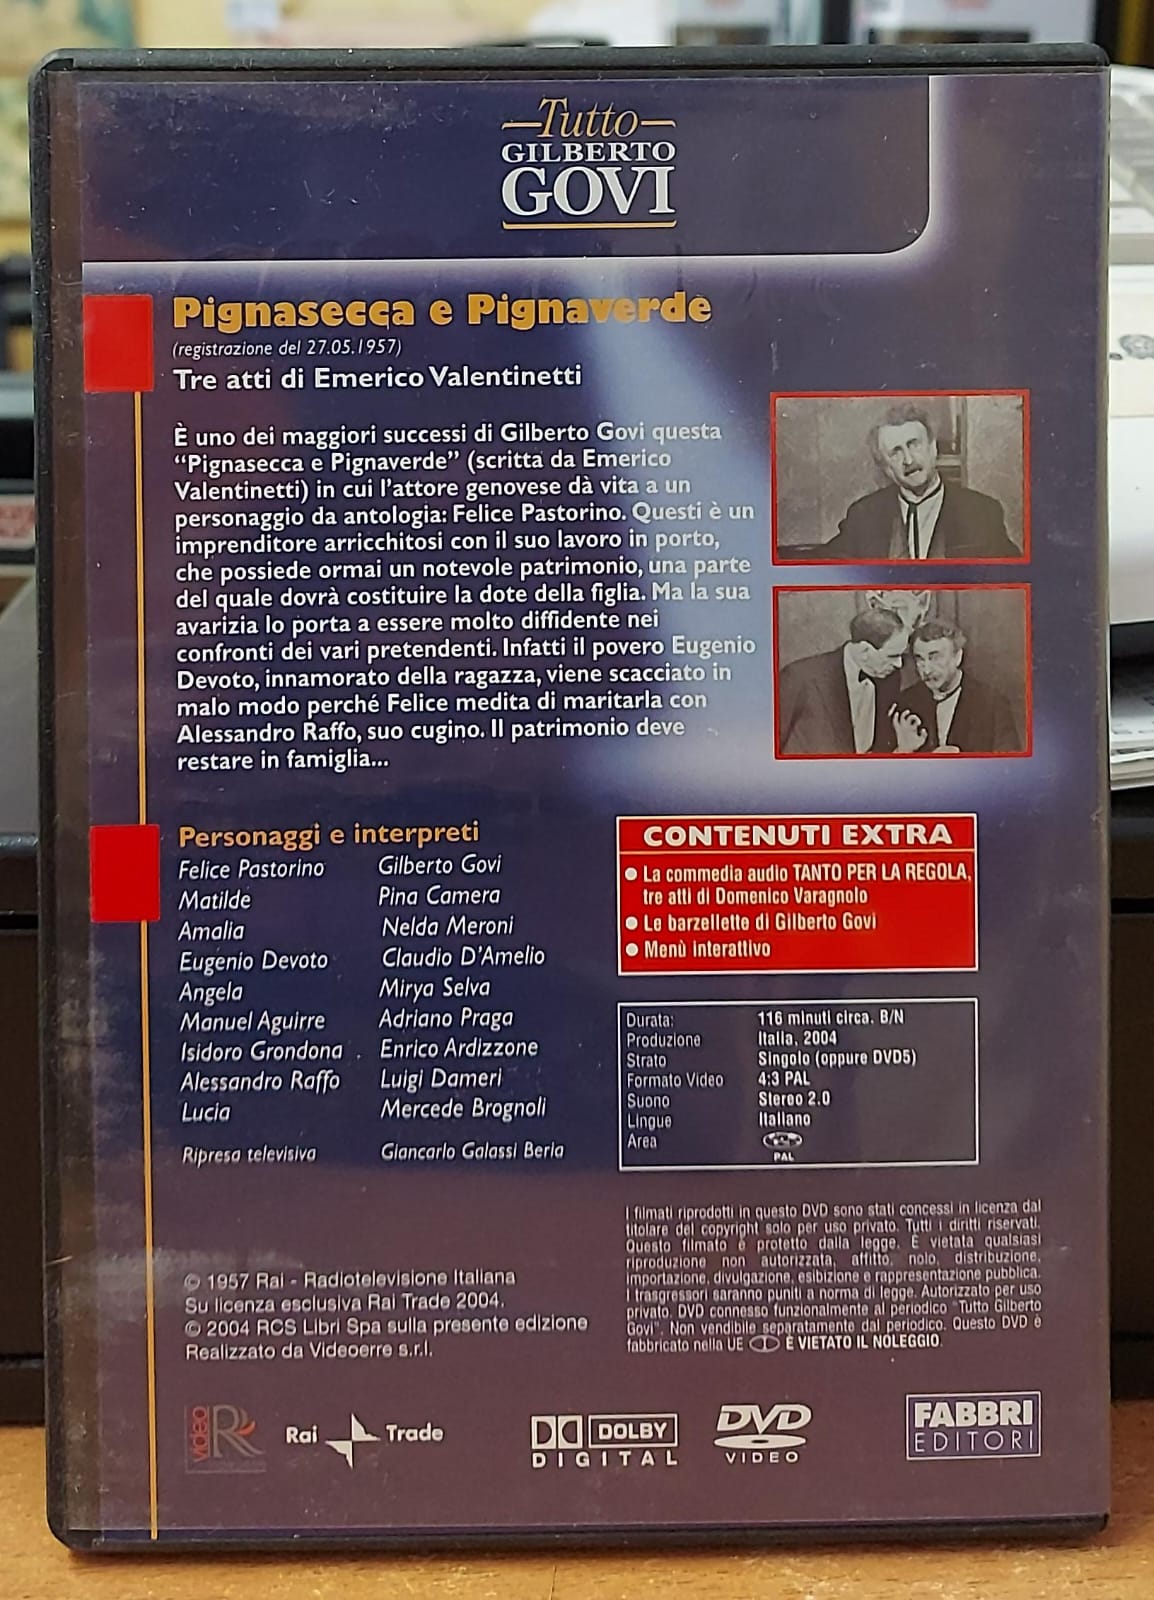 Tutto
GILBERTO
GOVI
Pignasecca e Pignaverde
(registrazione del 27.05.1957)
Tre atti di Emerico Valentinetti
È uno dei maggiori successi di Gilberto Govi questa
“Pignasecca e Pignaverde” (scritta da Emerico
Valentinetti) in cui l'attore genovese dà vita a un
personaggio da antologia: Felice Pastorino. Questi è un
imprenditore arricchitosi con il suo lavoro in porto,
che possiede ormai un notevole patrimonio, una parte
del quale dovrà costituire la dote della figlia. Ma la sua
avarizia lo porta a essere molto diffidente nei
confronti dei vari pretendenti. Infatti il povero Eugenio
Devoto, innamorato della ragazza, viene scacciato in
malo modo perché Felice medita di maritarla con
Alessandro Raffo, suo cugino. Il patrimonio deve
restare in famiglia...
Personaggi e interpreti
Felice Pastorino Gilberto Govi
Matilde Pina Camera
Amalia Nelda Meroni
Eugenio Devoto Claudio D'Amelio
Angela Mirya Selva
Manuel Aguirre Adriano Praga
Isidoro Grondona Enrico Ardizzone
Alessandro Raffo Luigi Dameri
Lucia Mercede Brognoli
Ripresa televisiva Giancarlo Galassi Beria
CONTENUTI EXTRA
● La commedia audio TANTO PER LA REGOLA,
tre atti di Domenico Varagnolo
● Le barzellette di Gilberto Govi
● Menù interattivo
Durata: 116 minuti circa. B/N
Produzione Italia, 2004
Strato Singolo (oppure DVD5)
Formato Video 4:3 PAL
Suono Stereo 2.0
Lingue Italiano
Area
PAL
I filmati riprodotti in questo DVD sono stati concessi in licenza dal
titolare del copyright solo per uso privato. Tutti i diritti riservati.
Questo filmato è protetto dalla legge. È vietata qualsiasi
riproduzione non autorizzata, affitto, nolo, distribuzione,
importazione, divulgazione, esibizione e rappresentazione pubblica.
I trasgressori saranno puniti a norma di legge. Autorizzato per uso
privato. DVD connesso funzionalmente al periodico "Tutto Gilberto
Govi". Non vendibile separatamente dal periodico. Questo DVD è
fabbricato nella UE È VIETATO IL NOLEGGIO.
© 1957 Rai - Radiotelevisione Italiana
Su licenza esclusiva Rai Trade 2004.
© 2004 RCS Libri Spa sulla presente edizione
Realizzato da Videoerre s.r.l.
video R
Rai Trade
DOLBY
DIGITAL
DVD
VIDEO
FABBRI
EDITORI